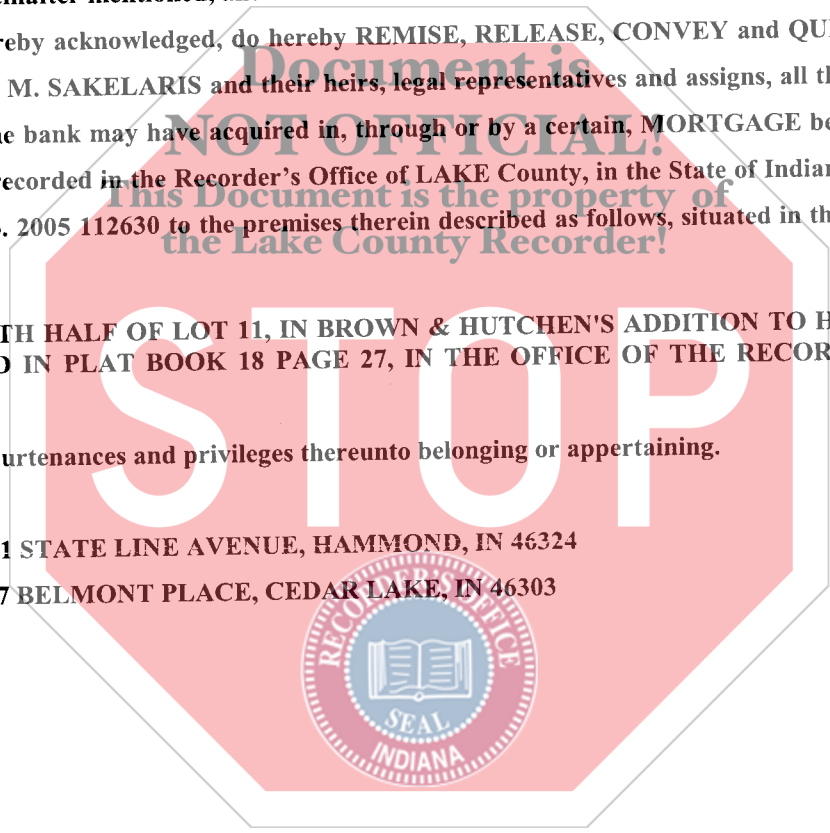 reby acknowledged, do hereby REMISE, RELEASE, CONVEY and QUI
Document is
M. SAKELARIS and their heirs, legal representatives and assigns, all th
NOT OFFICIAL!
ne bank may have acquired in, through or by a certain, MORTGAGE be
recorded in the Recorder's Office of LAKE County, in the State of Indian
This Document is the property of
. 2005 112630 to the premises therein described as follows, situated in th
the Lake County Recorder!
TH HALF OF LOT 11, IN BROWN & HUTCHEN'S ADDITION TO H
D IN PLAT BOOK 18 PAGE 27, IN THE OFFICE OF THE RECOR
STOP
urtenances and privileges thereunto belonging or appertaining.
1 STATE LINE AVENUE, HAMMOND, IN 46324
7 BELMONT PLACE, CEDAR LAKE, IN 46303
RECORDER'S OFFICE
SEAL
INDIANA